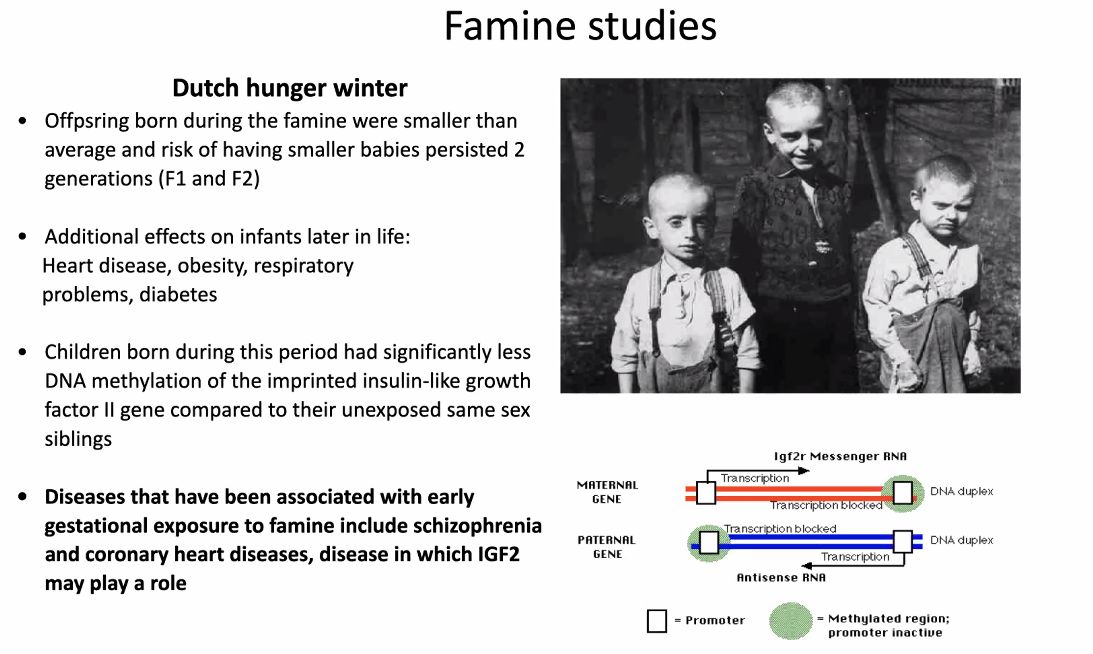 Famine studies
Dutch hunger winter
• Offpsring born during the famine were smaller than
average and risk of having smaller babies persisted 2
generations (F1 and F2)
• Additional effects on infants later in life:
Heart disease, obesity, respiratory
problems, diabetes
• Children born during this period had significantly less
DNA methylation of the imprinted insulin-like growth
factor II gene compared to their unexposed same sex
siblings
• Diseases that have been associated with early
gestational exposure to famine include schizophrenia
and coronary heart diseases, disease in which IGF2
may play a role
Igf2r Messenger RNA
Transcription
MATERNAL
GENE
DNA duplex
Transcription blocked
Transcription blocked
PATERNAL
GENE
DNA duplex
Transcription
Antisense RNA
= Promoter
= Methylated region;
promoter inactive